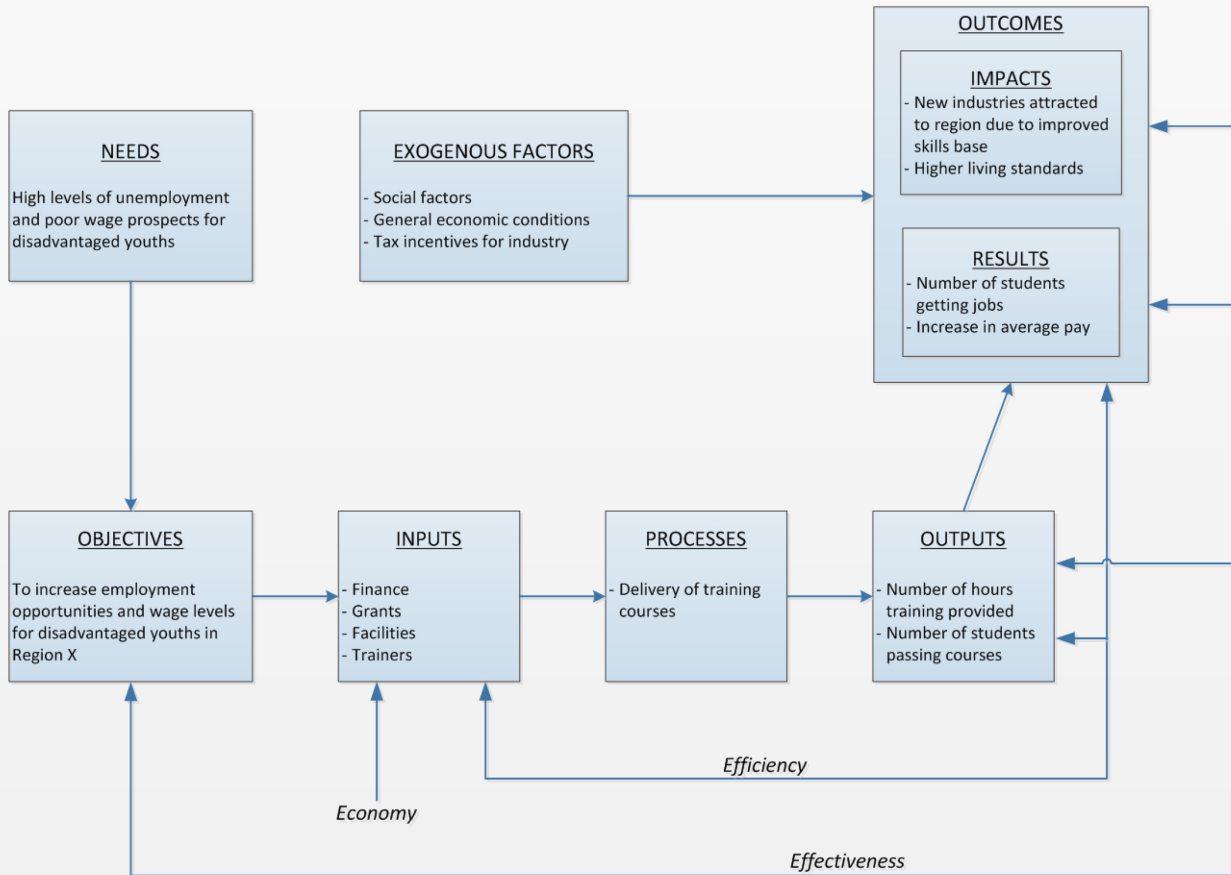 OUTCOMES
IMPACTS
- New industries attracted
to region due to improved
skills base
- Higher living standards
NEEDS
High levels of unemployment
and poor wage prospects for
disadvantaged youths
EXOGENOUS FACTORS
- Social factors
- General economic conditions
- Tax incentives for industry
RESULTS
- Number of students
getting jobs
- Increase in average pay
OBJECTIVES
To increase employment
opportunities and wage levels
for disadvantaged youths in
Region X
INPUTS
- Finance
- Grants
- Facilities
- Trainers
PROCESSES
- Delivery of training
courses
OUTPUTS
- Number of hours
training provided
- Number of students
passing courses
Efficiency
Economy
Effectiveness